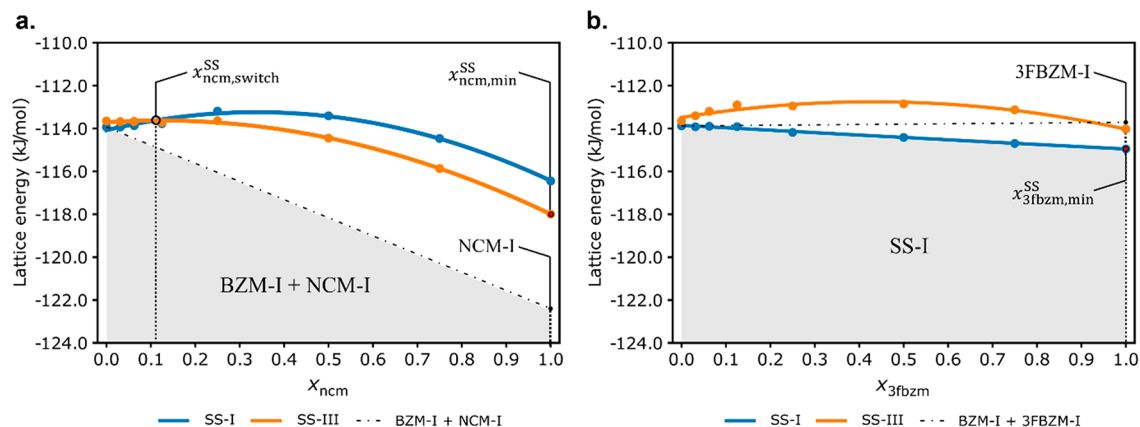 a.
-110.0
-112.0
-114.0
-116.0
-118.0
-120.0
-122.0
-124.0
Lattice energy (kJ/mol)
x^SS_ncm,switch
x^SS_ncm,min
NCM-I
BZM-I + NCM-I
0.0 0.1 0.2 0.3 0.4 0.5 0.6 0.7 0.8 0.9 1.0
x_ncm
SS-I SS-III BZM-I + NCM-I
b.
-110.0
-112.0
-114.0
-116.0
-118.0
-120.0
-122.0
-124.0
Lattice energy (kJ/mol)
3FBZM-I
x^SS_3fbzm,min
SS-I
0.0 0.1 0.2 0.3 0.4 0.5 0.6 0.7 0.8 0.9 1.0
x_3fbzm
SS-I SS-III BZM-I + 3FBZM-I